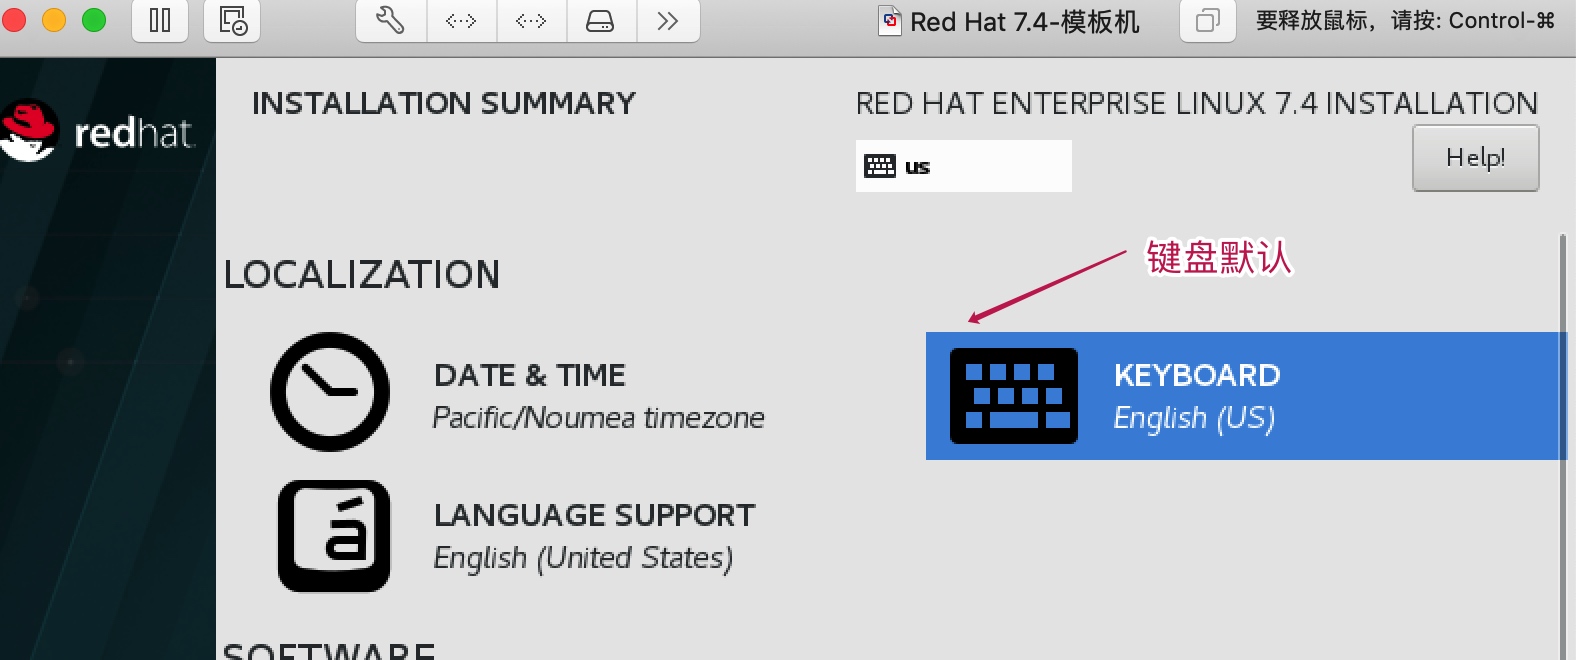 Red Hat 7.4-模板机
要释放鼠标，请按: Control-⌘
redhat.
INSTALLATION SUMMARY
RED HAT ENTERPRISE LINUX 7.4 INSTALLATION
us
Help!
键盘默认
LOCALIZATION
DATE & TIME
Pacific/Noumea timezone
KEYBOARD
English (US)
á
LANGUAGE SUPPORT
English (United States)
SOFTWARE